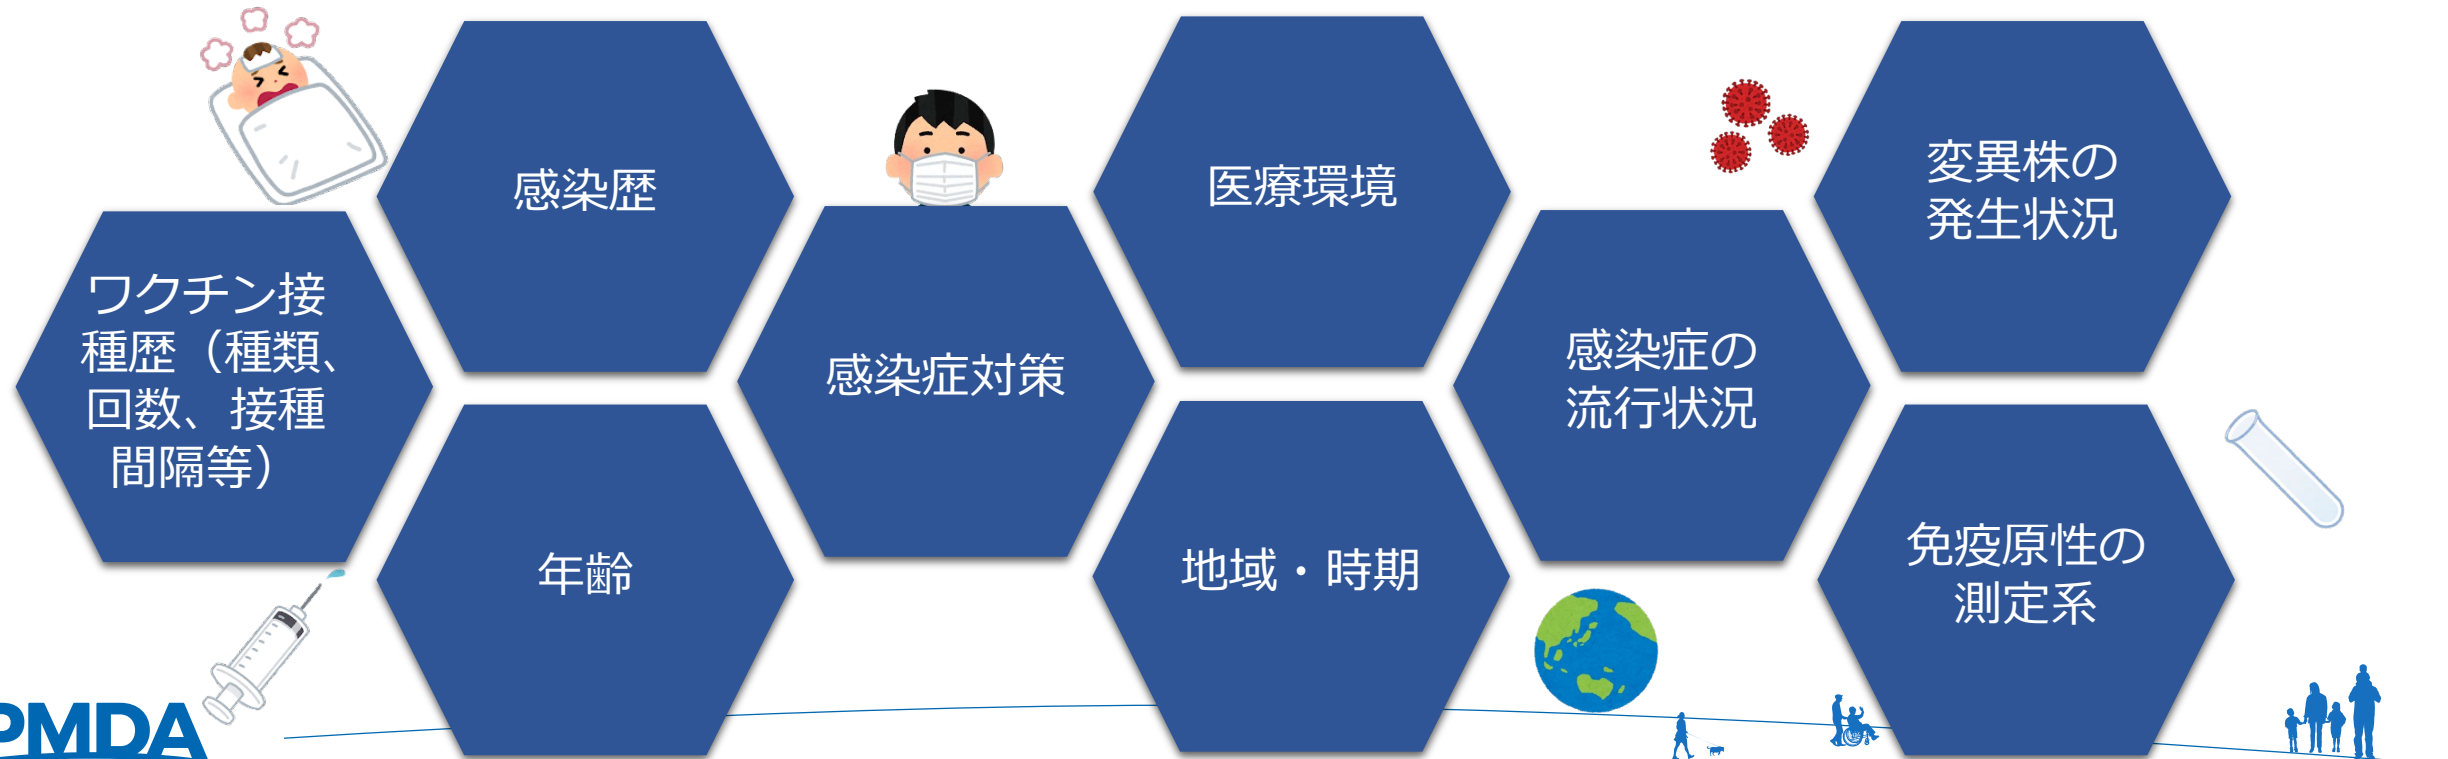 ワクチン接
種歴（種類、
回数、接種
間隔等）
感染歴
年齢
感染症対策
医療環境
地域・時期
感染症の
流行状況
変異株の
発生状況
免疫原性の
測定系
PMDA